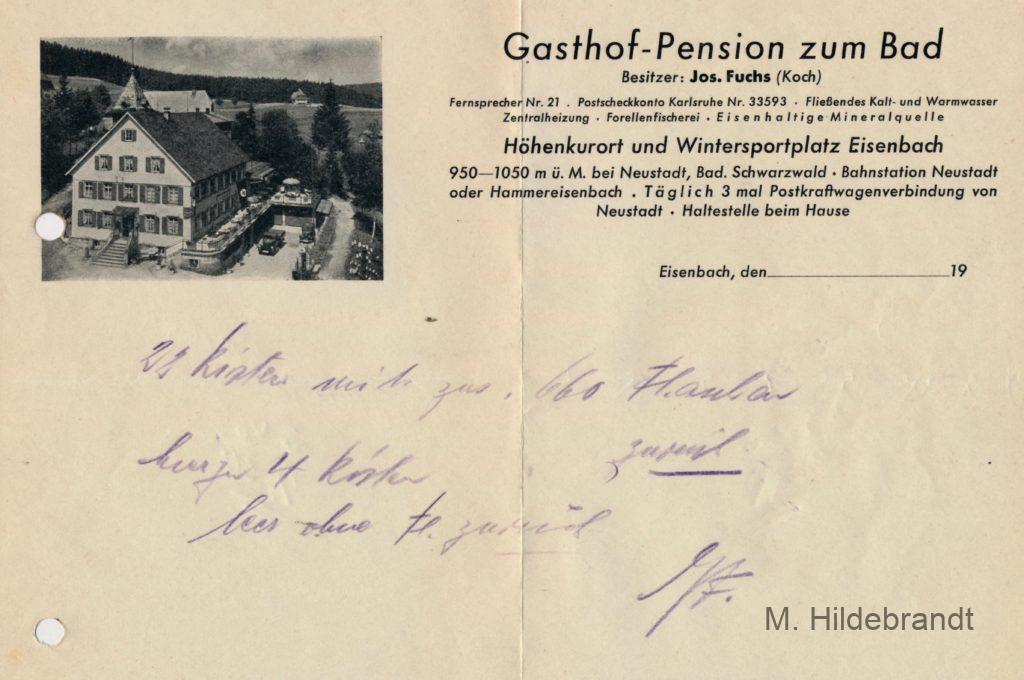 Gasthof-Pension zum Bad
Besitzer: Jos. Fuchs (Koch)
Fernsprecher Nr. 21 . Postscheckkonto Karlsruhe Nr. 33593 · Fließendes Kalt- und Warmwasser
Zentralheizung · Forellenfischerei · Eisenhaltige Mineralquelle
Höhenkurort und Wintersportplatz Eisenbach
950—1050 m ü. M. bei Neustadt, Bad. Schwarzwald · Bahnstation Neustadt
oder Hammereisenbach . Täglich 3 mal Postkraftwagenverbindung von
Neustadt · Haltestelle beim Hause
Eisenbach, den 19
Kisten mit zus. 660 Flaschen
zurück
4 Kisten
leer ohne Fl. zurück
M. Hildebrandt